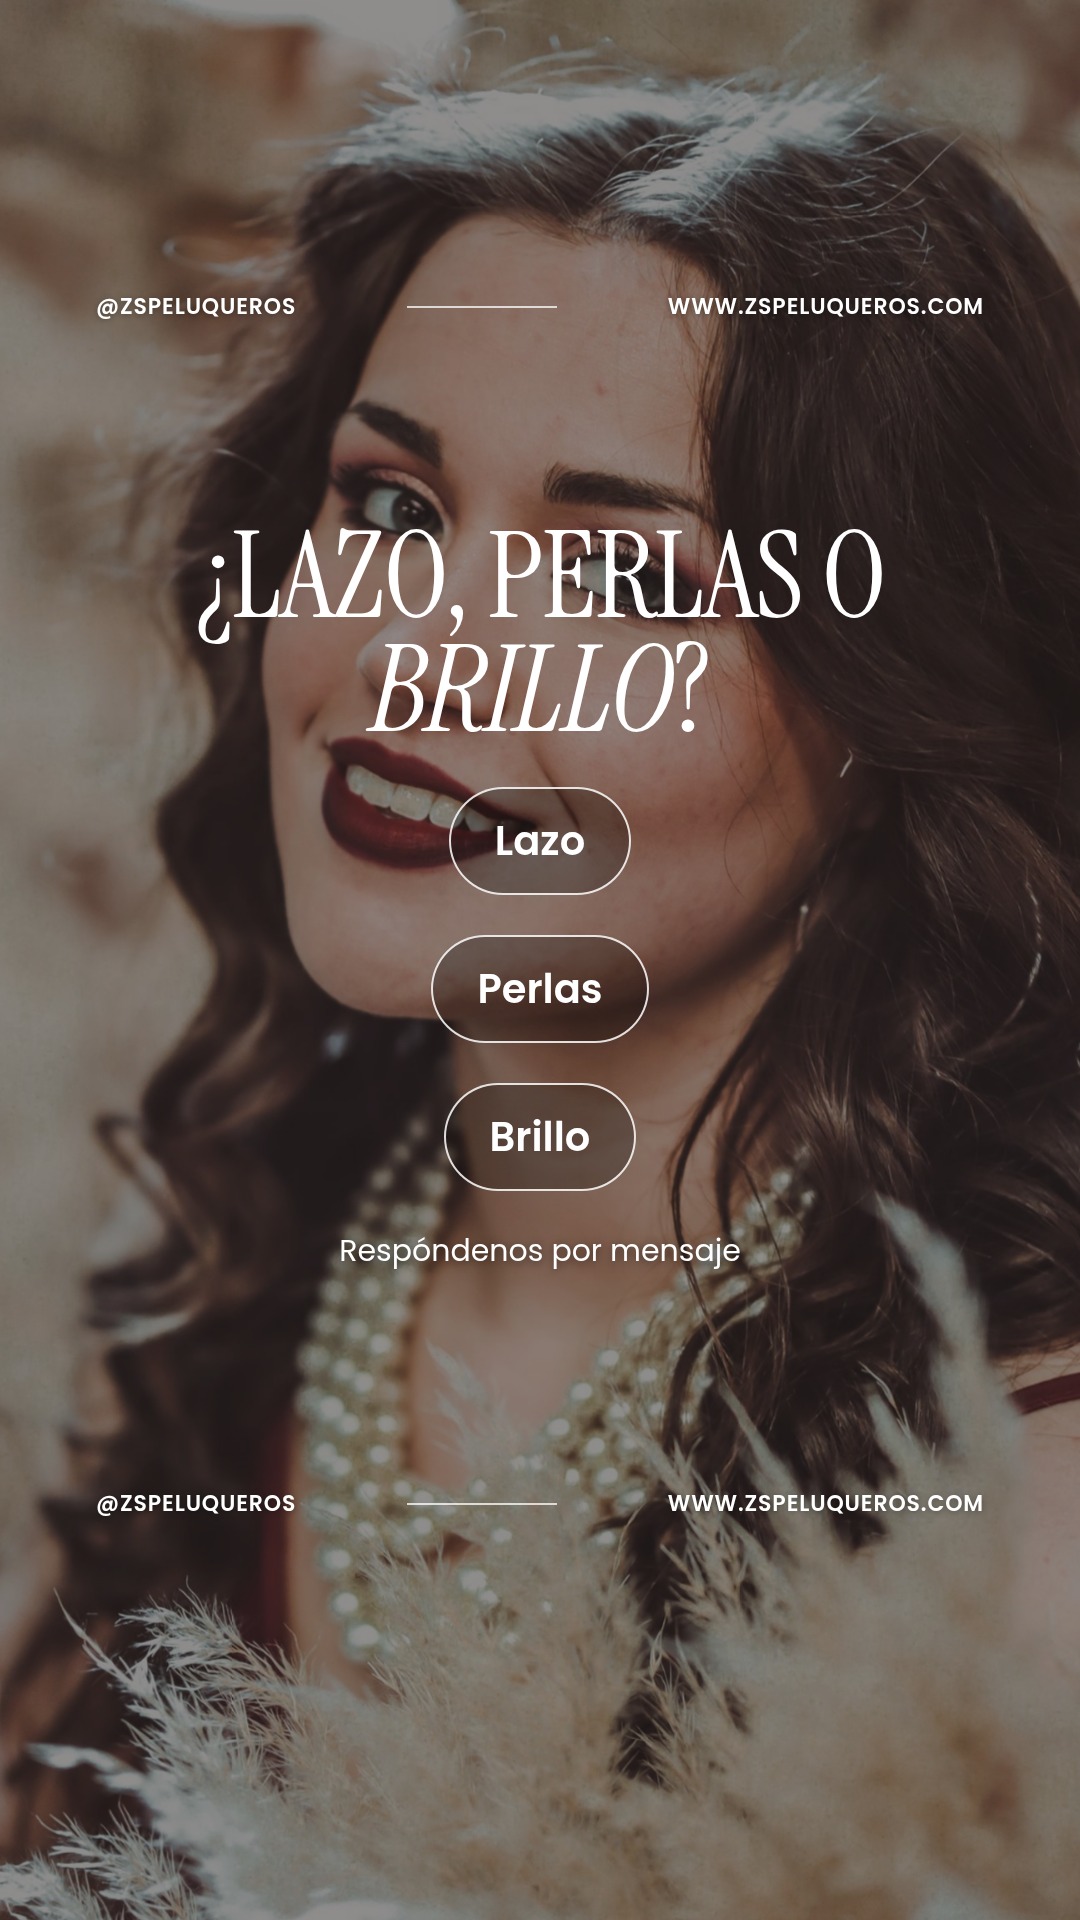 @ZSPELUQUEROS WWW.ZSPELUQUEROS.COM
¿LAZO, PERLAS O
BRILLO?
Lazo
Perlas
Brillo
Respóndenos por mensaje
@ZSPELUQUEROS WWW.ZSPELUQUEROS.COM